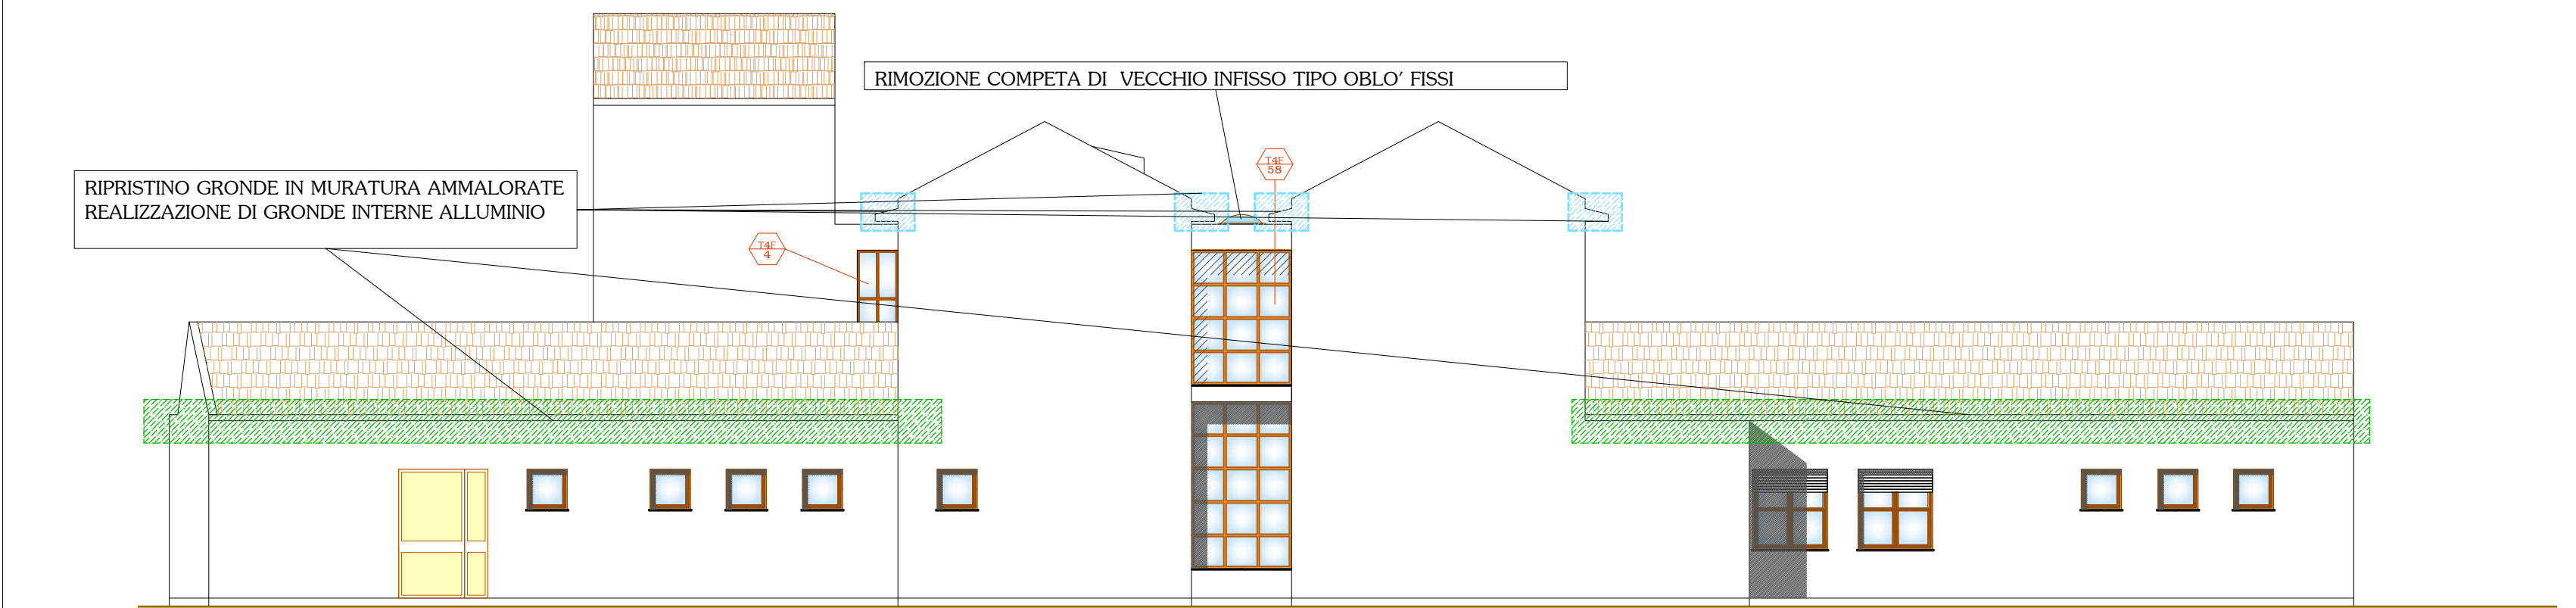 RIMOZIONE COMPETA DI VECCHIO INFISSO TIPO OBLO' FISSI
T4F
58
RIPRISTINO GRONDE IN MURATURA AMMALORATE
REALIZZAZIONE DI GRONDE INTERNE ALLUMINIO
T4F
4